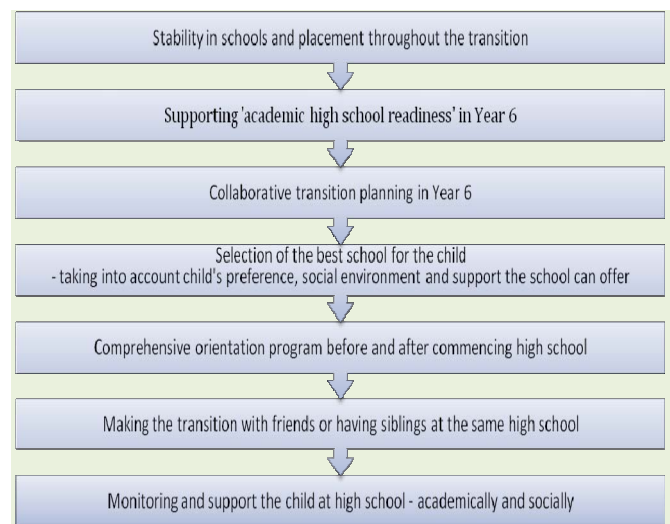 Stability in schools and placement throughout the transition
Supporting 'academic high school readiness' in Year 6
Collaborative transition planning in Year 6
Selection of the best school for the child
- taking into account child's preference, social environment and support the school can offer
Comprehensive orientation program before and after commencing high school
Making the transition with friends or having siblings at the same high school
Monitoring and support the child at high school - academically and socially